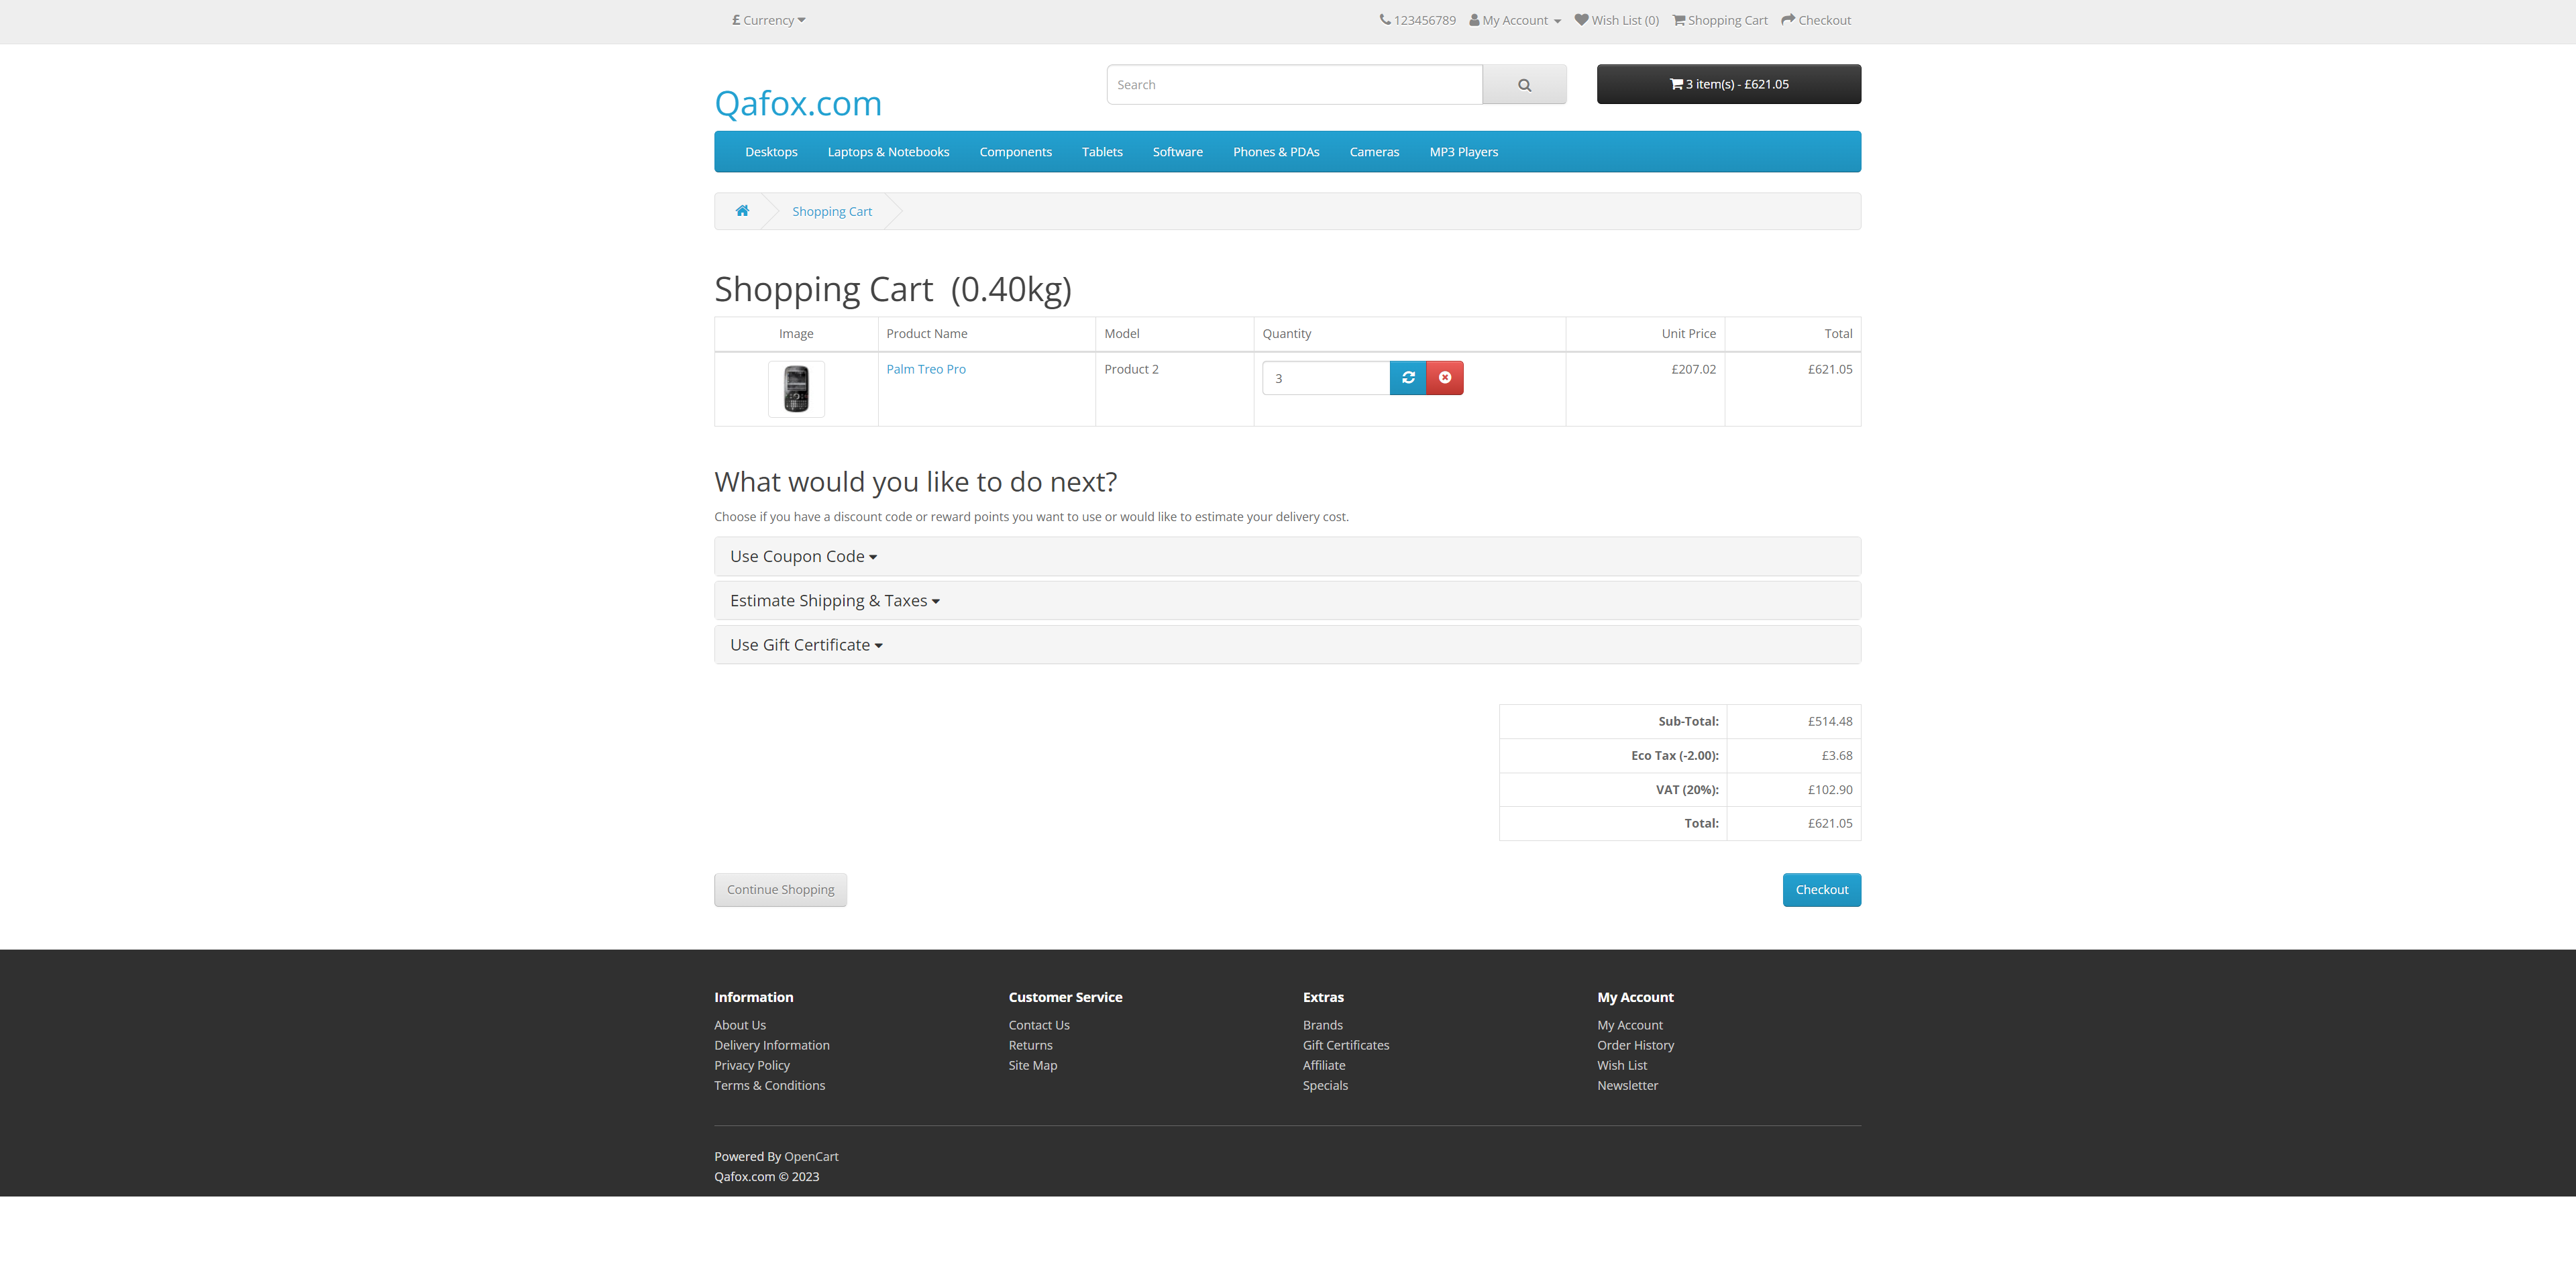 £ Currency
123456789 My Account Wish List (0) Shopping Cart Checkout
Qafox.com
Search
3 item(s) - £621.05
Desktops Laptops & Notebooks Components Tablets Software Phones & PDAs Cameras MP3 Players
Shopping Cart
Shopping Cart (0.40kg)
Image Product Name Model Quantity Unit Price Total
Palm Treo Pro Product 2 3 £207.02 £621.05
What would you like to do next?
Choose if you have a discount code or reward points you want to use or would like to estimate your delivery cost.
Use Coupon Code
Estimate Shipping & Taxes
Use Gift Certificate
Sub-Total: £514.48
Eco Tax (-2.00): £3.68
VAT (20%): £102.90
Total: £621.05
Continue Shopping
Checkout
Information
About Us
Delivery Information
Privacy Policy
Terms & Conditions
Customer Service
Contact Us
Returns
Site Map
Extras
Brands
Gift Certificates
Affiliate
Specials
My Account
My Account
Order History
Wish List
Newsletter
Powered By OpenCart
Qafox.com © 2023